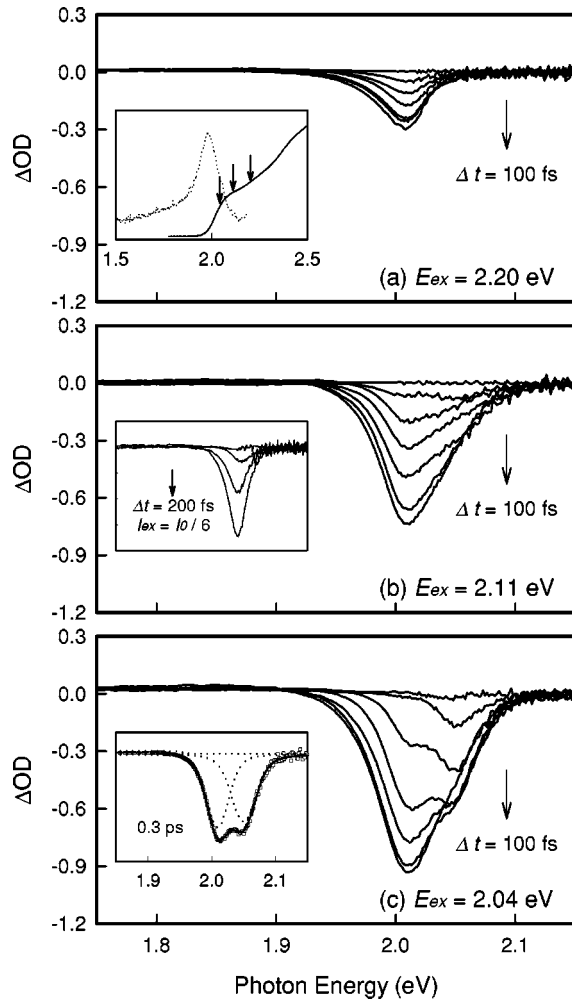 0.3
0.0
-0.3
-0.6
-0.9
-1.2
ΔOD
1.5 2.0 2.5
Δ t = 100 fs
(a) Eex = 2.20 eV
0.3
0.0
-0.3
-0.6
-0.9
-1.2
ΔOD
Δt = 200 fs
Iex = I0 / 6
Δ t = 100 fs
(b) Eex = 2.11 eV
0.3
0.0
-0.3
-0.6
-0.9
-1.2
ΔOD
0.3 ps
1.9 2.0 2.1
Δ t = 100 fs
(c) Eex = 2.04 eV
1.8 1.9 2.0 2.1
Photon Energy (eV)